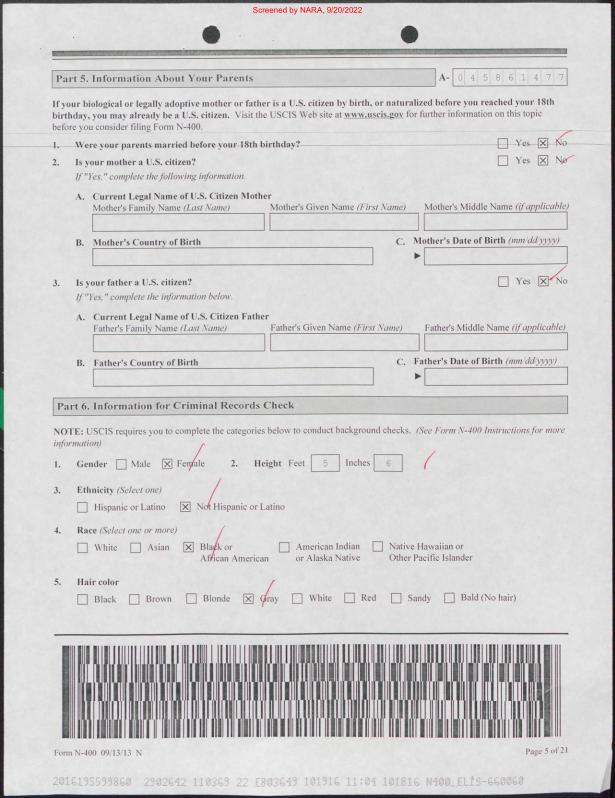 Screened by NARA, 9/20/2022
Part 5. Information About Your Parents A- 0 4 5 8 6 1 4 7 7
If your biological or legally adoptive mother or father is a U.S. citizen by birth, or naturalized before you reached your 18th
birthday, you may already be a U.S. citizen. Visit the USCIS Web site at www.uscis.gov for further information on this topic
before you consider filing Form N-400.
1. Were your parents married before your 18th birthday? Yes X No
2. Is your mother a U.S. citizen? Yes X No
If "Yes," complete the following information.
A. Current Legal Name of U.S. Citizen Mother
Mother's Family Name (Last Name) Mother's Given Name (First Name) Mother's Middle Name (if applicable)
B. Mother's Country of Birth C. Mother's Date of Birth (mm/dd/yyyy)
3. Is your father a U.S. citizen? Yes X No
If "Yes," complete the information below.
A. Current Legal Name of U.S. Citizen Father
Father's Family Name (Last Name) Father's Given Name (First Name) Father's Middle Name (if applicable)
B. Father's Country of Birth C. Father's Date of Birth (mm/dd/yyyy)
Part 6. Information for Criminal Records Check
NOTE: USCIS requires you to complete the categories below to conduct background checks. (See Form N-400 Instructions for more
information)
1. Gender Male X Female 2. Height Feet 5 Inches 6
3. Ethnicity (Select one)
Hispanic or Latino X Not Hispanic or Latino
4. Race (Select one or more)
White Asian X Black or American Indian Native Hawaiian or
African American or Alaska Native Other Pacific Islander
5. Hair color
Black Brown Blonde X Gray White Red Sandy Bald (No hair)
Form N-400 09/13/13 N Page 5 of 21
2016195599860 2902642 110369 22 E803649 101916 11:04 101816 N400_ELIS-660060